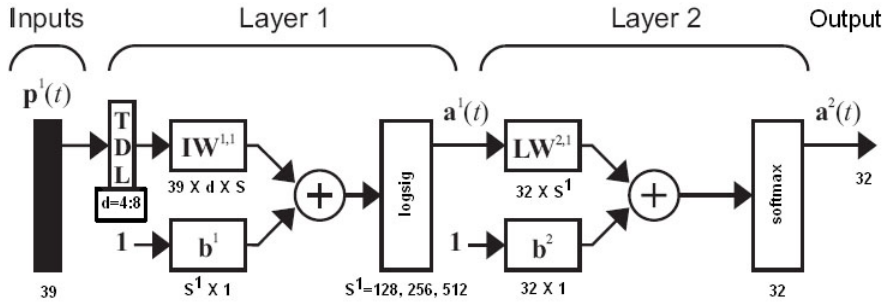 Inputs
Layer 1
Layer 2
Output
p¹(t)
a¹(t)
a²(t)
TDL
d=4:8
IW¹,¹
39 X d X S
1
b¹
S¹ X 1
+
logsig
S¹=128, 256, 512
LW²,¹
32 X S¹
1
b²
32 X 1
+
softmax
32
32
39